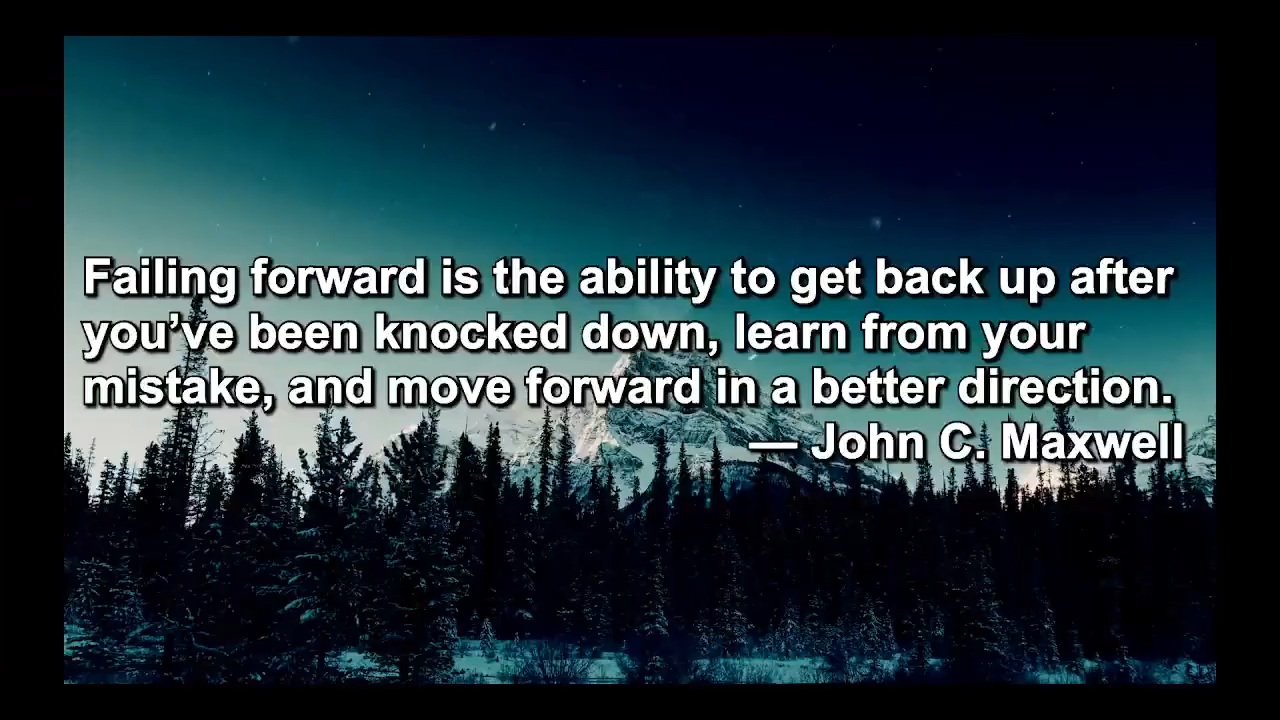 Failing forward is the ability to get back up after
you’ve been knocked down, learn from your
mistake, and move forward in a better direction.
— John C. Maxwell